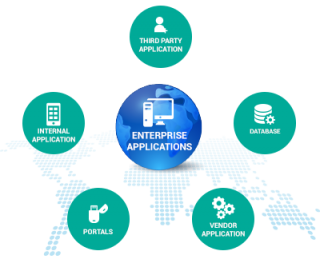 THIRD PARTY
APPLICATION
INTERNAL
APPLICATION
ENTERPRISE
APPLICATIONS
DATABASE
PORTALS
VENDOR
APPLICATION